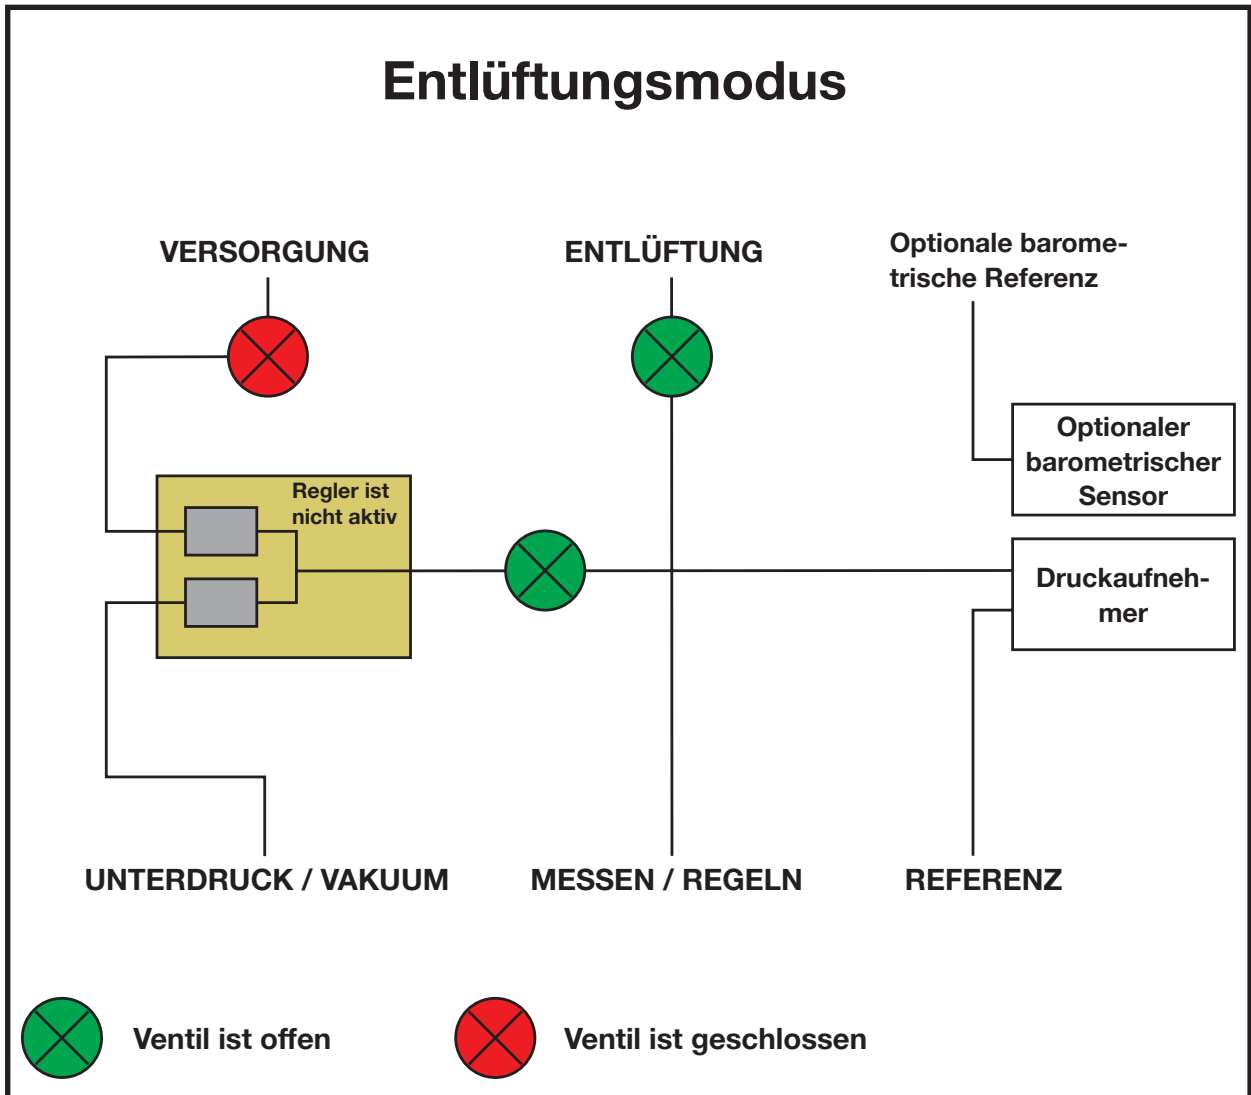 Entlüftungsmodus
VERSORGUNG
ENTLÜFTUNG
Optionale barome-
trische Referenz
Optionaler
barometrischer
Sensor
Regler ist
nicht aktiv
Druckaufneh-
mer
UNTERDRUCK / VAKUUM
MESSEN / REGELN
REFERENZ
Ventil ist offen
Ventil ist geschlossen